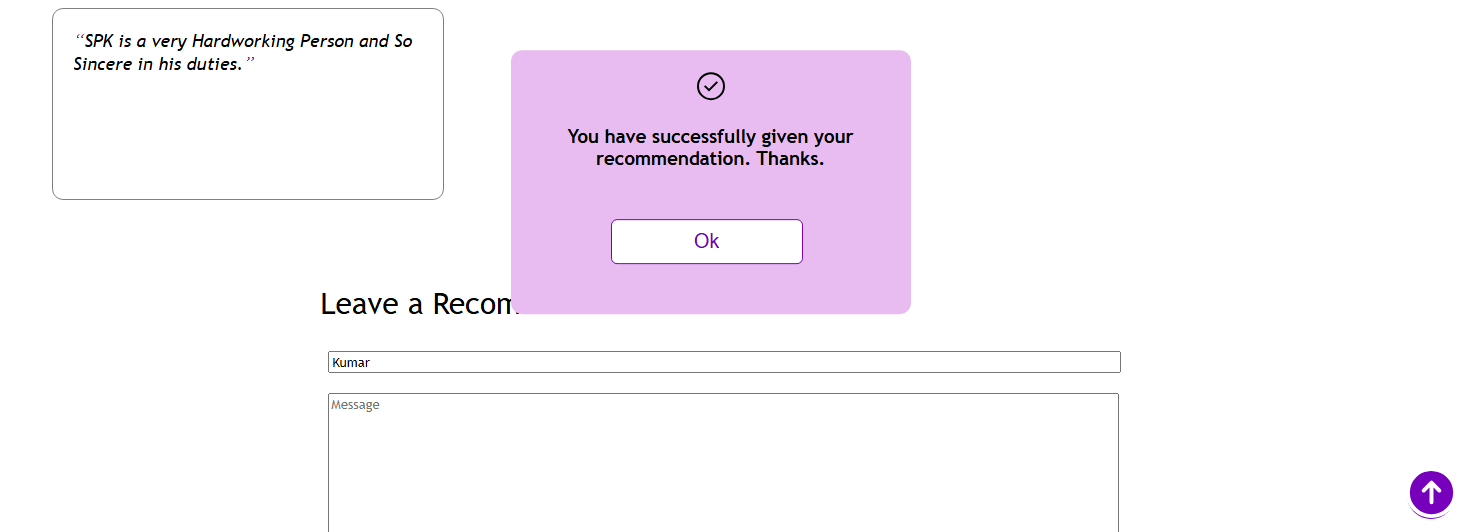 “SPK is a very Hardworking Person and So
Sincere in his duties.”
You have successfully given your
recommendation. Thanks.
Ok
Leave a Recom
Kumar
Message